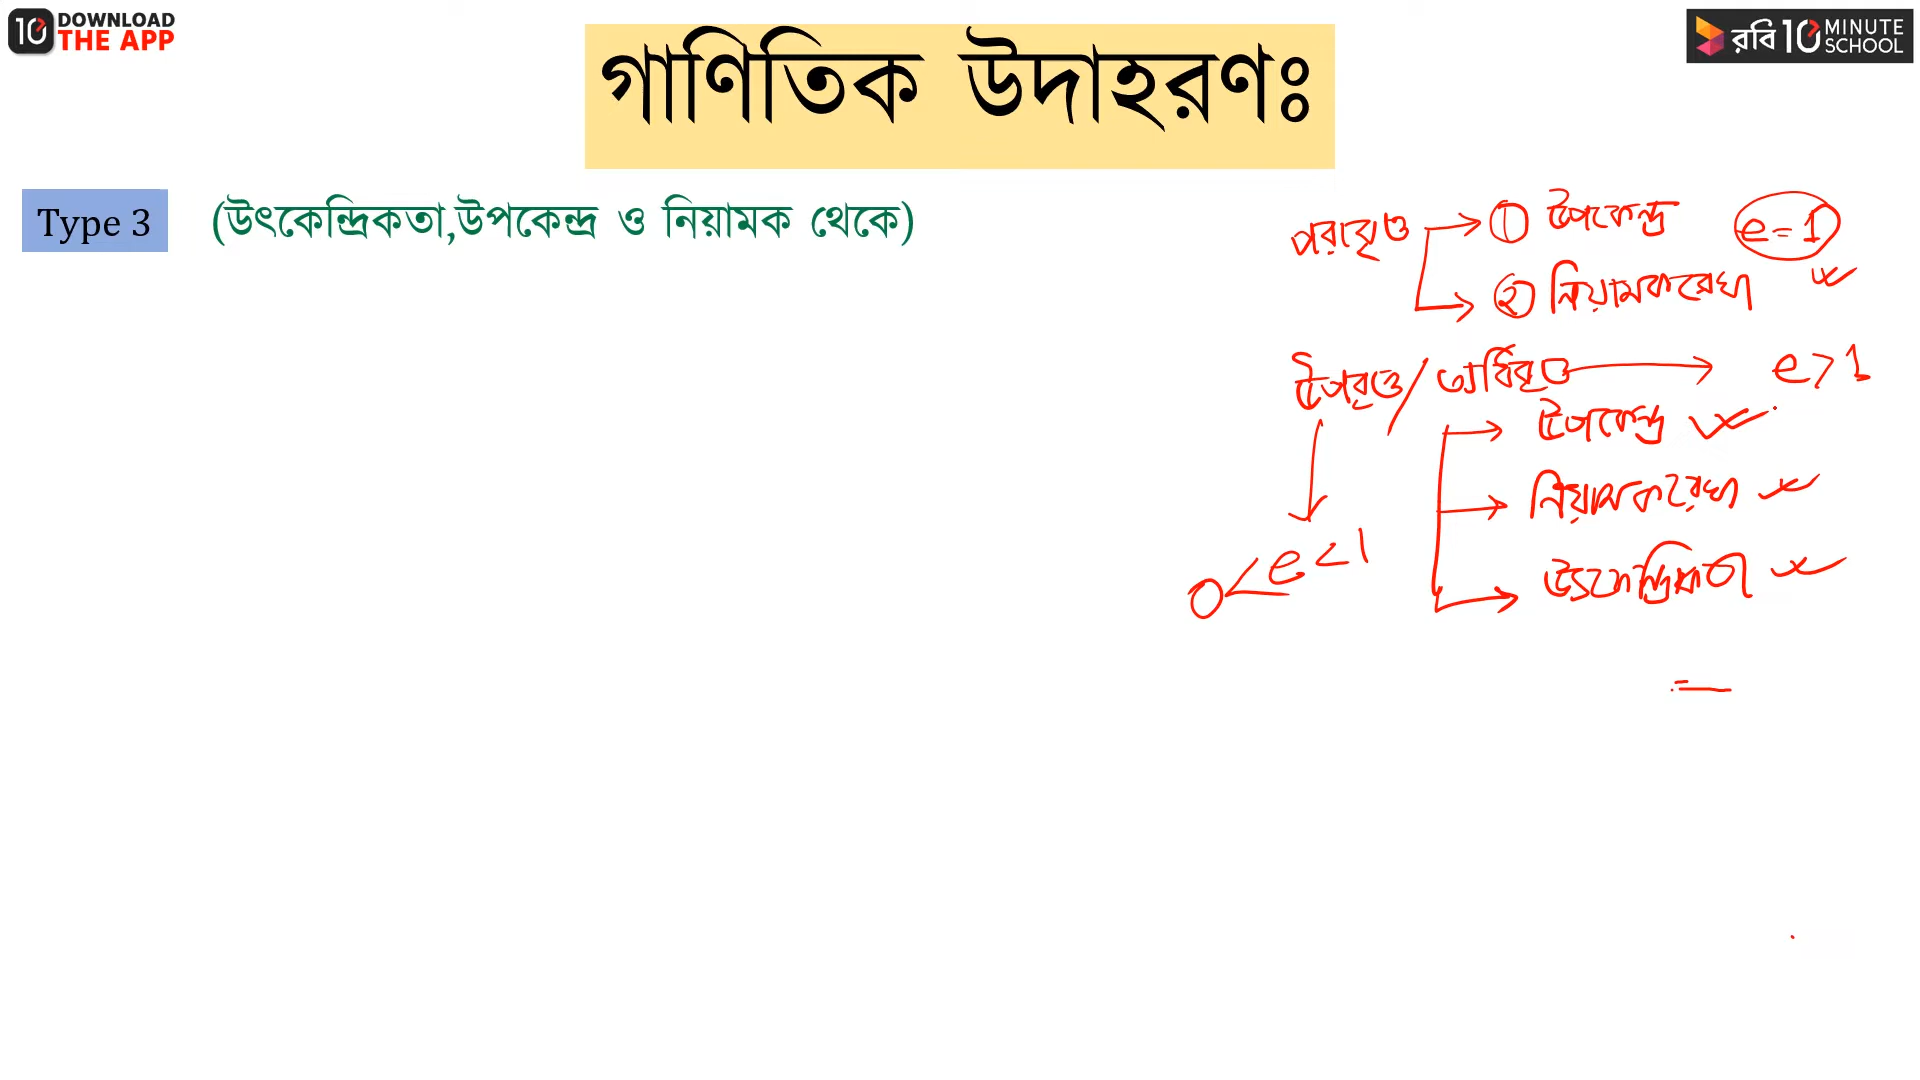 10 DOWNLOAD THE APP
রবি 10 MINUTE SCHOOL
গাণিতিক উদাহরণঃ
Type 3 (উৎকেন্দ্রিকতা,উপকেন্দ্র ও নিয়ামক থেকে)
পরাবৃত্ত → ① উপকেন্দ্র e = 1
→ ② নিয়ামকরেখা
উপবৃত্ত / অধিবৃত্ত → e > 1
→ উপকেন্দ্র
→ নিয়ামকরেখা
0 < e < 1
→ উৎকেন্দ্রিকতা